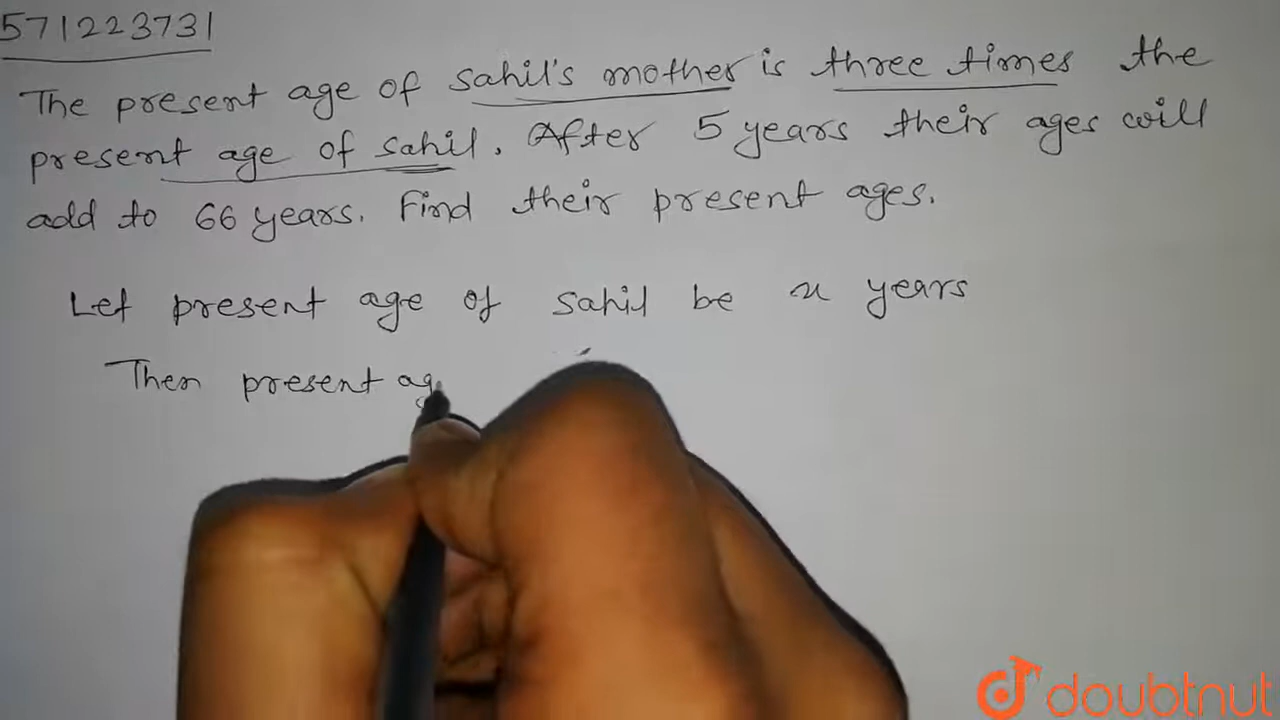 571223731
The present age of Sahil's mother is three times the
present age of Sahil. After 5 years their ages will
add to 66 years. Find their present ages.
Let present age of Sahil be x years
Then present ag
doubtnut